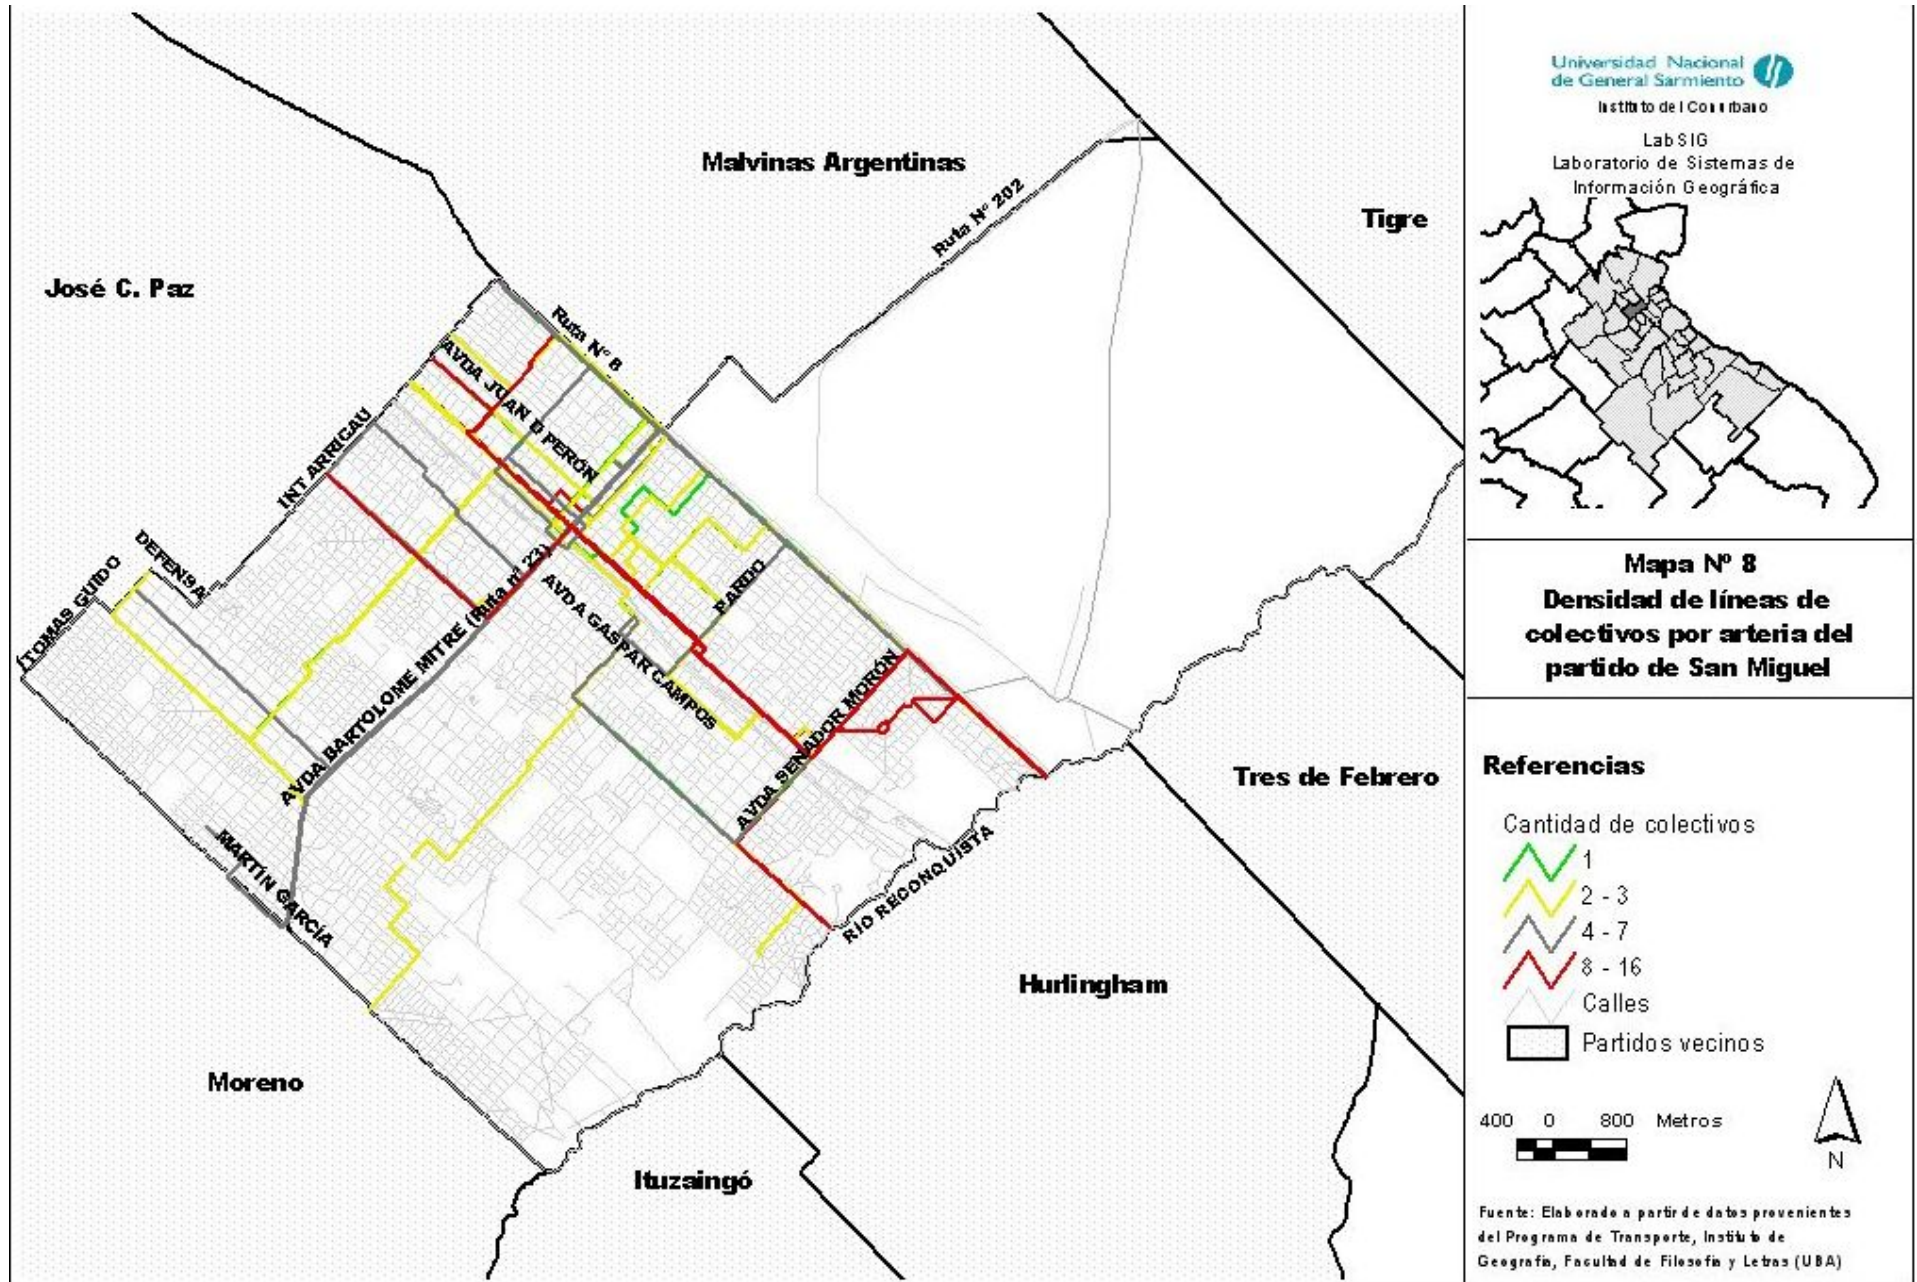 Malvinas Argentinas
Tigre
José C. Paz
Ruta Nº 202
Ruta Nº 8
AVDA JUAN D PERÓN
INT ARRICAU
DEFENSA
TOMAS GUIDO
AVDA BARTOLOME MITRE (Ruta nº 23)
AVDA GASPAR CAMPOS
PARDO
AVDA SENADOR MORÓN
MARTÍN GARCÍA
RÍO RECONQUISTA
Tres de Febrero
Hurlingham
Moreno
Ituzaingó
Universidad Nacional
de General Sarmiento
Instituto del Conurbano
LabSIG
Laboratorio de Sistemas de
Información Geográfica
Mapa Nº 8
Densidad de líneas de
colectivos por arteria del
partido de San Miguel
Referencias
Cantidad de colectivos
1
2 - 3
4 - 7
8 - 16
Calles
Partidos vecinos
400 0 800 Metros
N
Fuente: Elaborado a partir de datos provenientes
del Programa de Transporte, Instituto de
Geografía, Facultad de Filosofía y Letras (UBA)